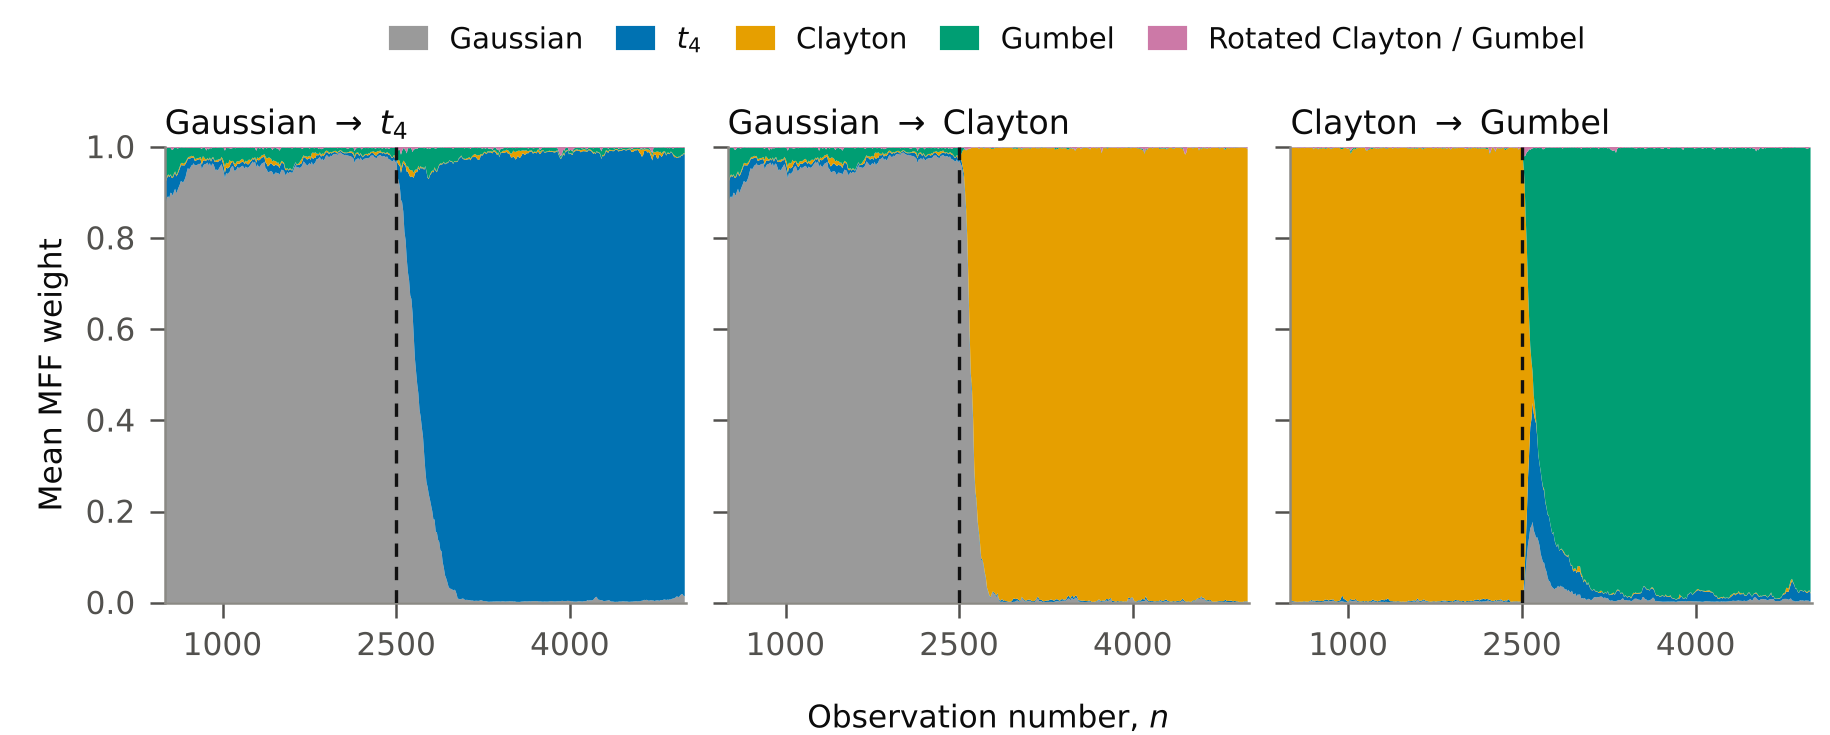 Gaussian t₄ Clayton Gumbel Rotated Clayton / Gumbel
Gaussian → t₄
Gaussian → Clayton
Clayton → Gumbel
Mean MFF weight
1.0
0.8
0.6
0.4
0.2
0.0
1000 2500 4000
1000 2500 4000
1000 2500 4000
Observation number, n